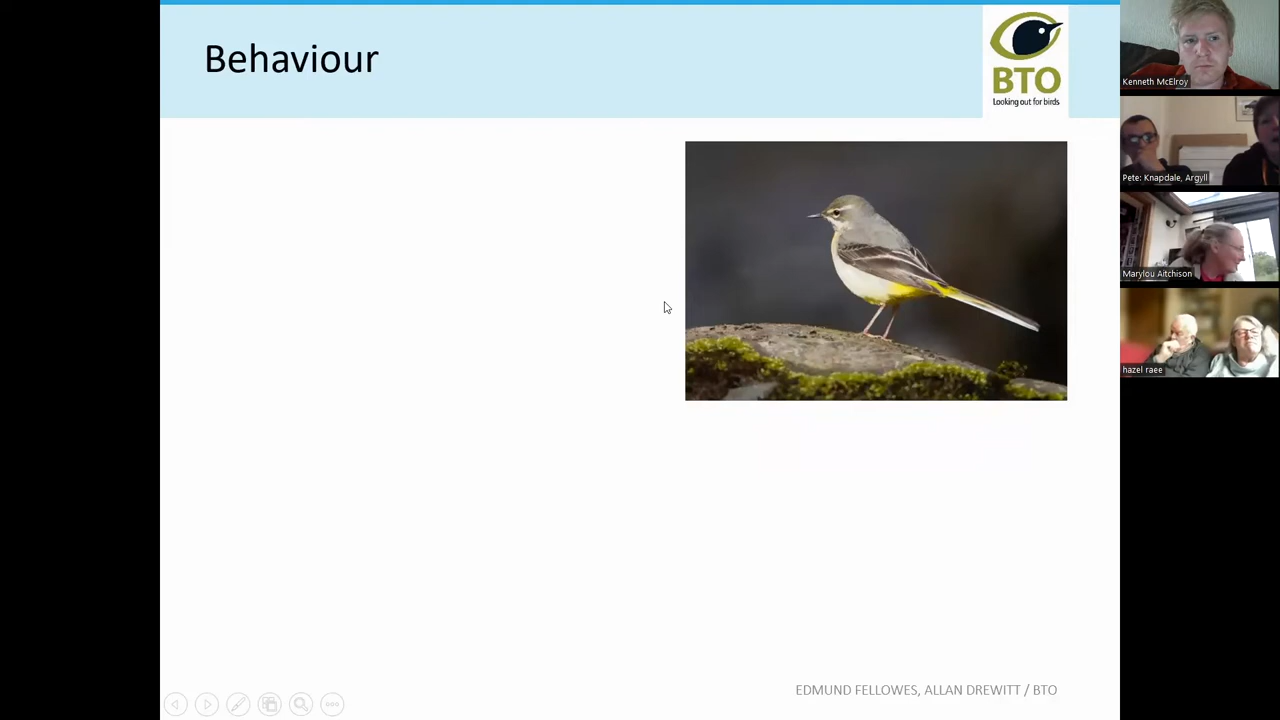 Behaviour
BTO
Looking out for birds
Kenneth McElroy
Pete: Knapdale, Argyll
Marylou Aitchison
hazel raee
EDMUND FELLOWES, ALLAN DREWITT / BTO